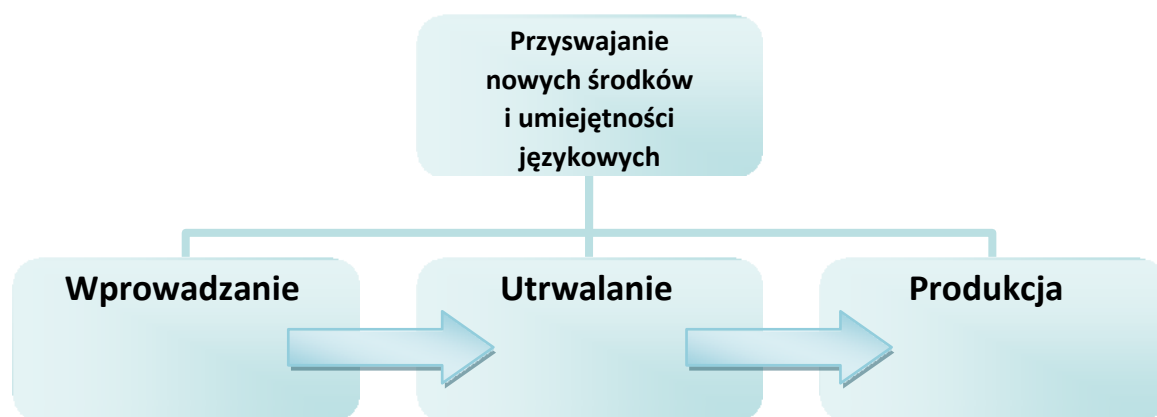 Przyswajanie
nowych środków
i umiejętności
językowych
Wprowadzanie
Utrwalanie
Produkcja